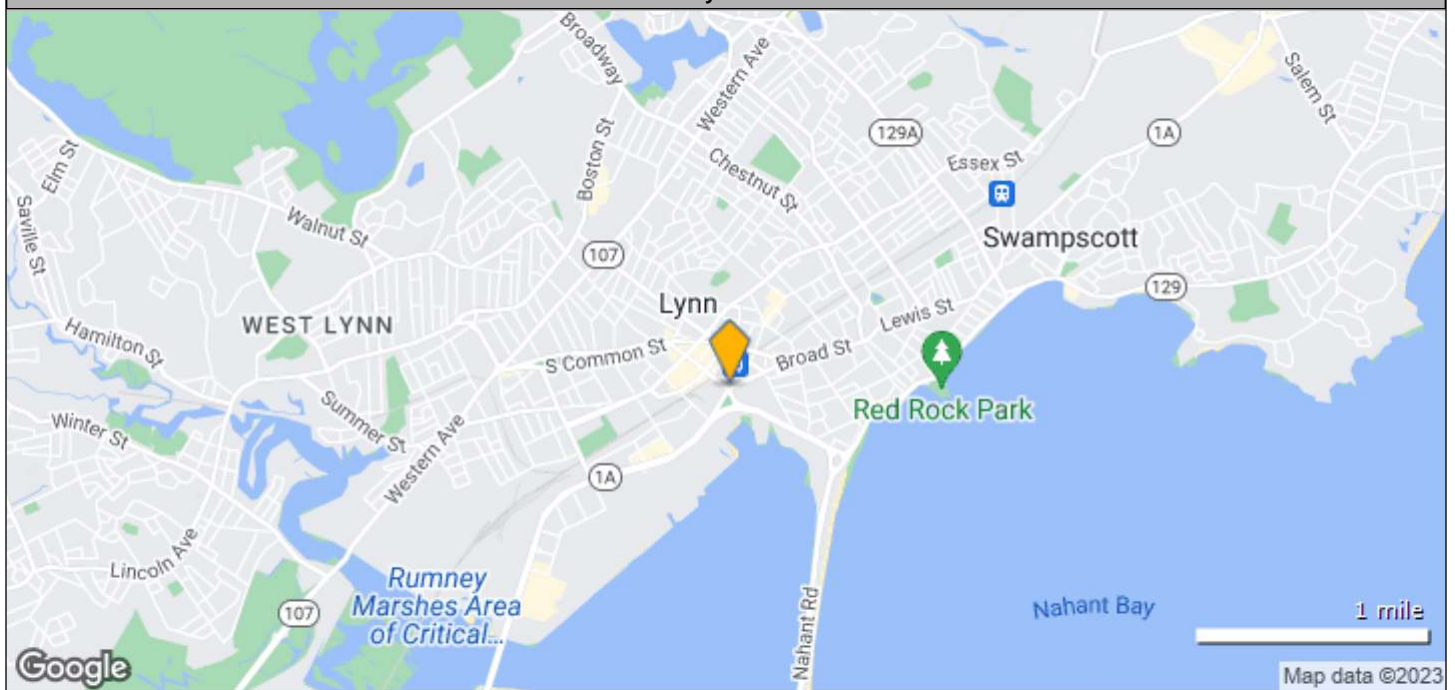 Broadway
Western Ave
Salem St
129A
1A
Elm St
Boston St
Chestnut St
Essex St
Saville St
Walnut St
107
Swampscott
129
Lynn
WEST LYNN
Lewis St
Hamilton St
S Common St
Broad St
Red Rock Park
Winter St
Summer St
Western Ave
1A
Lincoln Ave
Rumney
Marshes Area
of Critical...
107
Nahant Rd
Nahant Bay
1 mile
Google
Map data ©2023